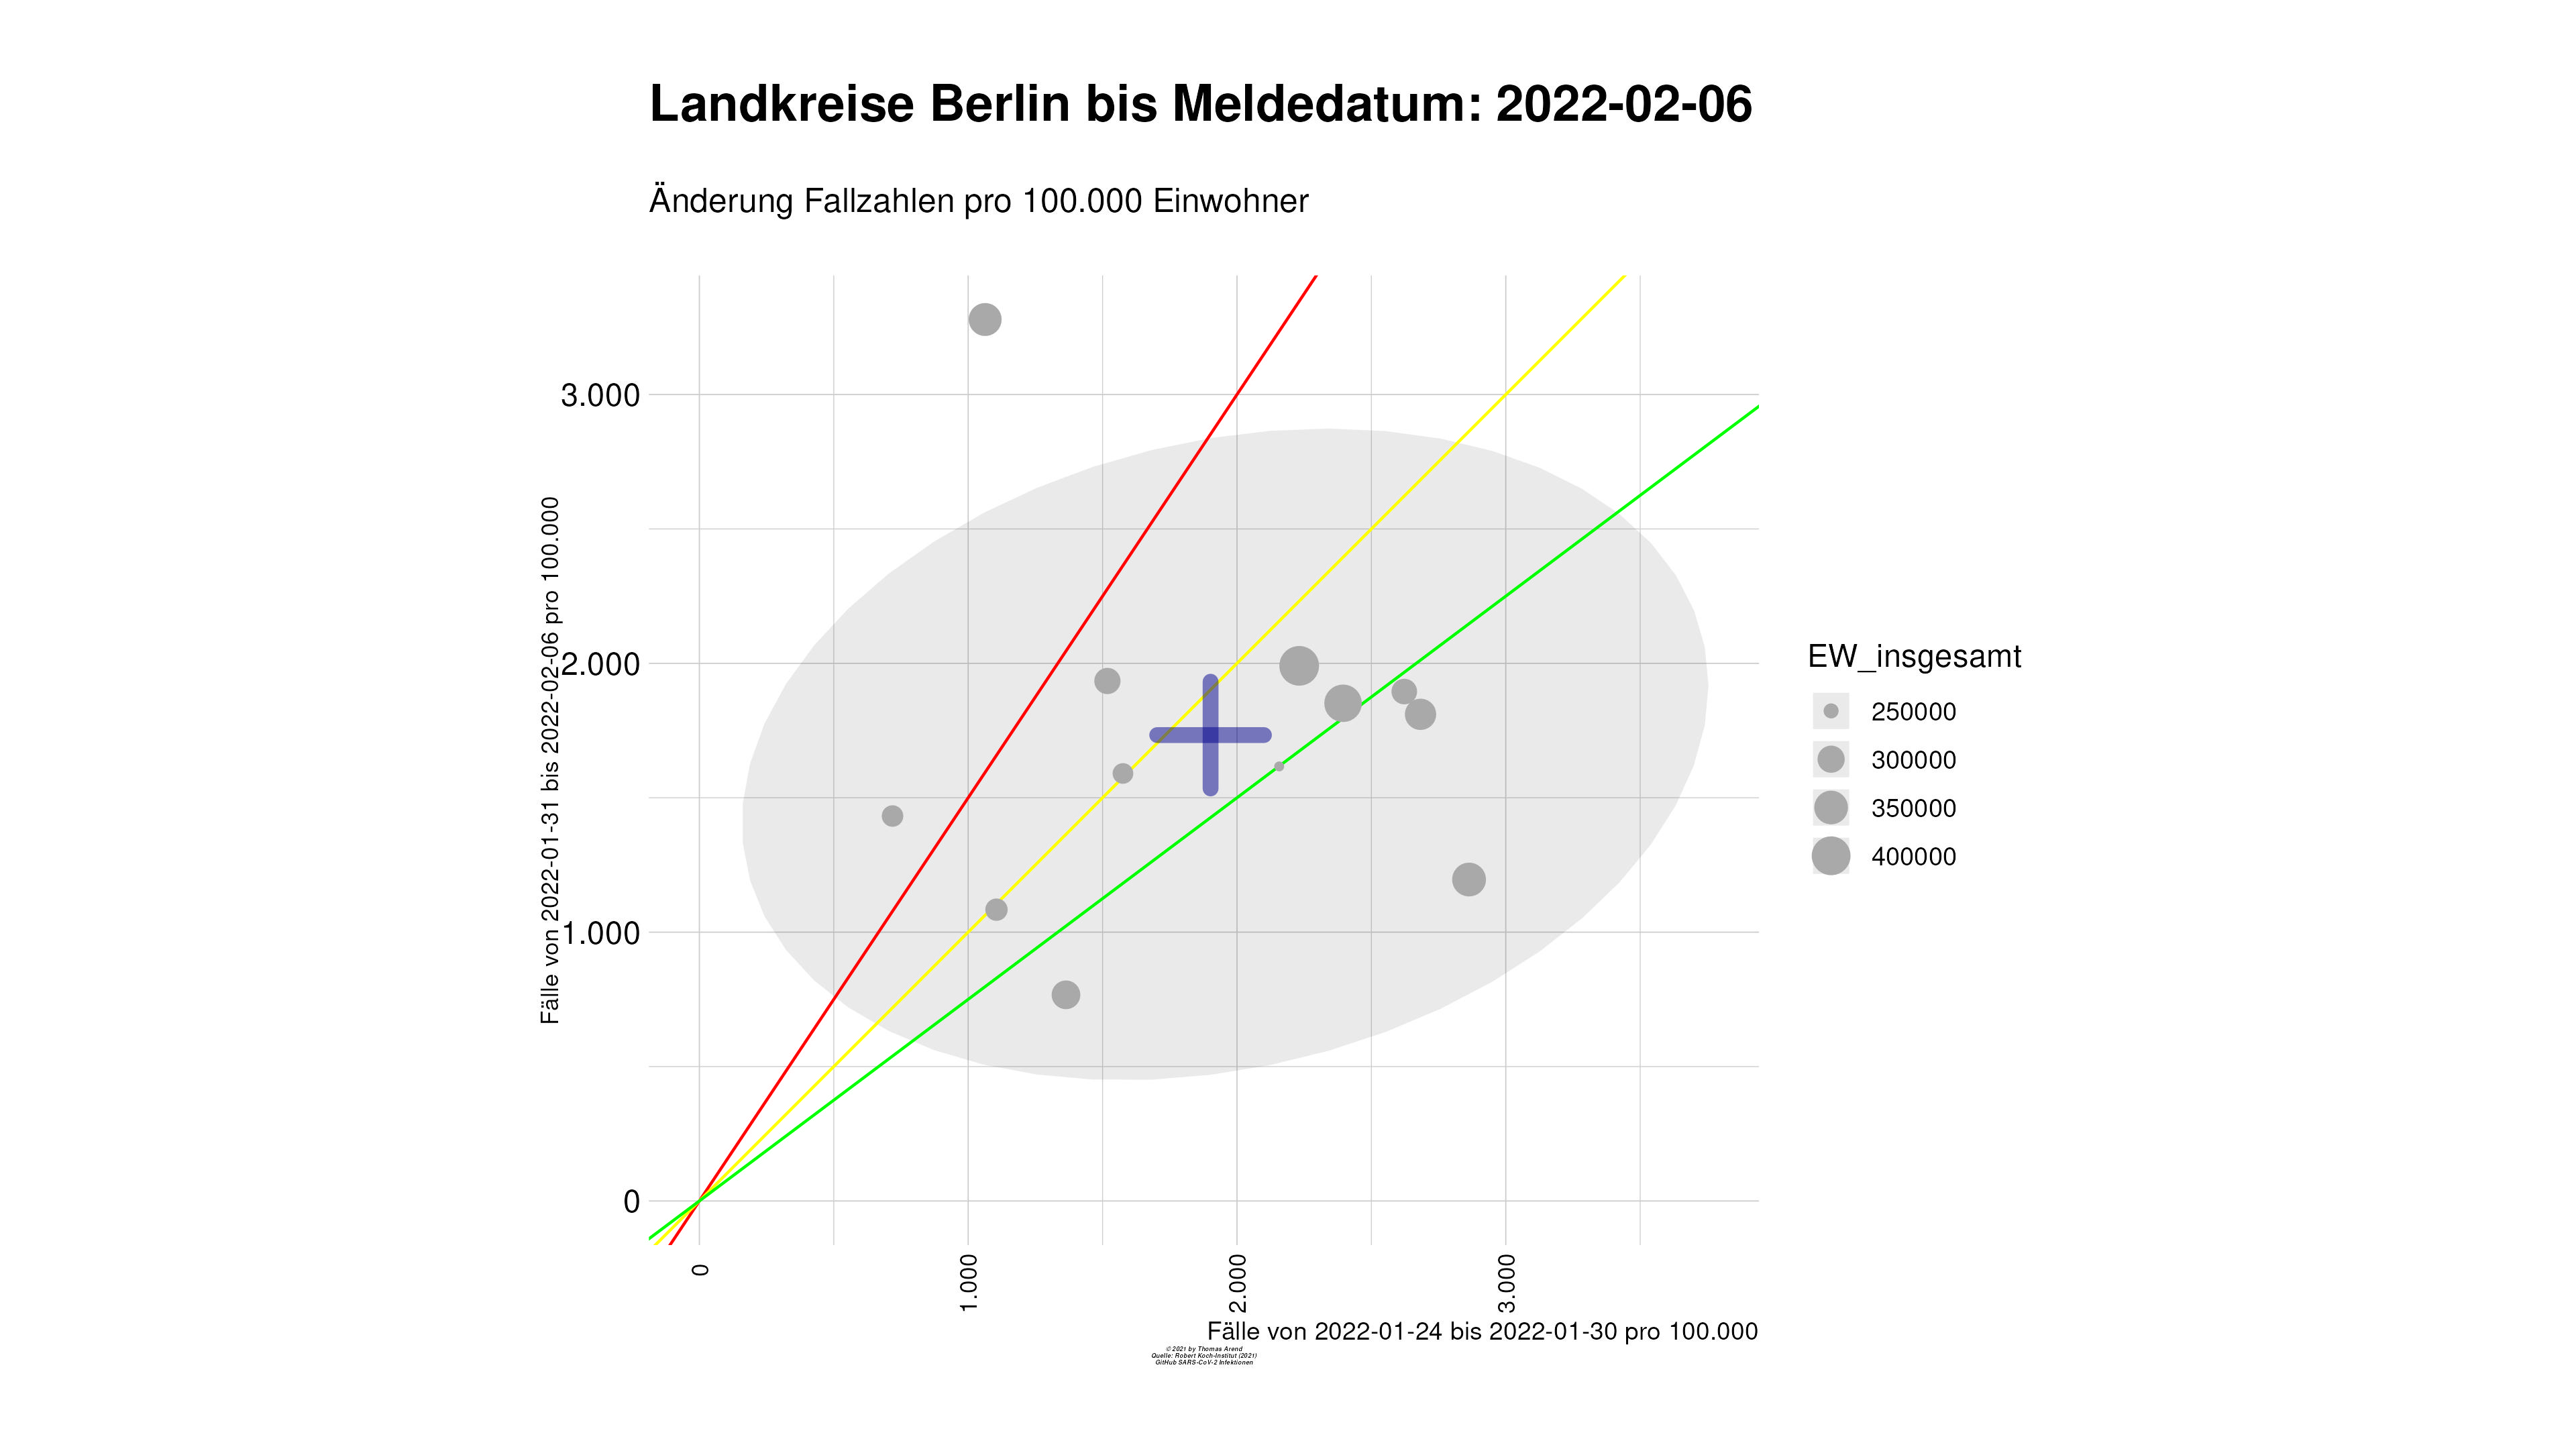 Landkreise Berlin bis Meldedatum: 2022-02-06
Änderung Fallzahlen pro 100.000 Einwohner
Fälle von 2022-01-31 bis 2022-02-06 pro 100.000
3.000
2.000
1.000
0
0
1.000
2.000
3.000
Fälle von 2022-01-24 bis 2022-01-30 pro 100.000
EW_insgesamt
250000
300000
350000
400000
© 2021 by Thomas Arend
Quelle: Robert Koch-Institut (2021)
GitHub SARS-CoV-2 Infektionen